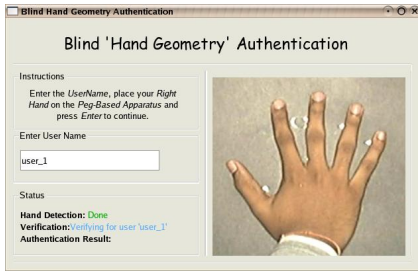 Blind Hand Geometry Authentication
Blind 'Hand Geometry' Authentication
Instructions
Enter the UserName, place your Right
Hand on the Peg-Based Apparatus and
press Enter to continue.
Enter User Name
user_1
Status
Hand Detection: Done
Verification:Verifying for user 'user_1'
Authentication Result: